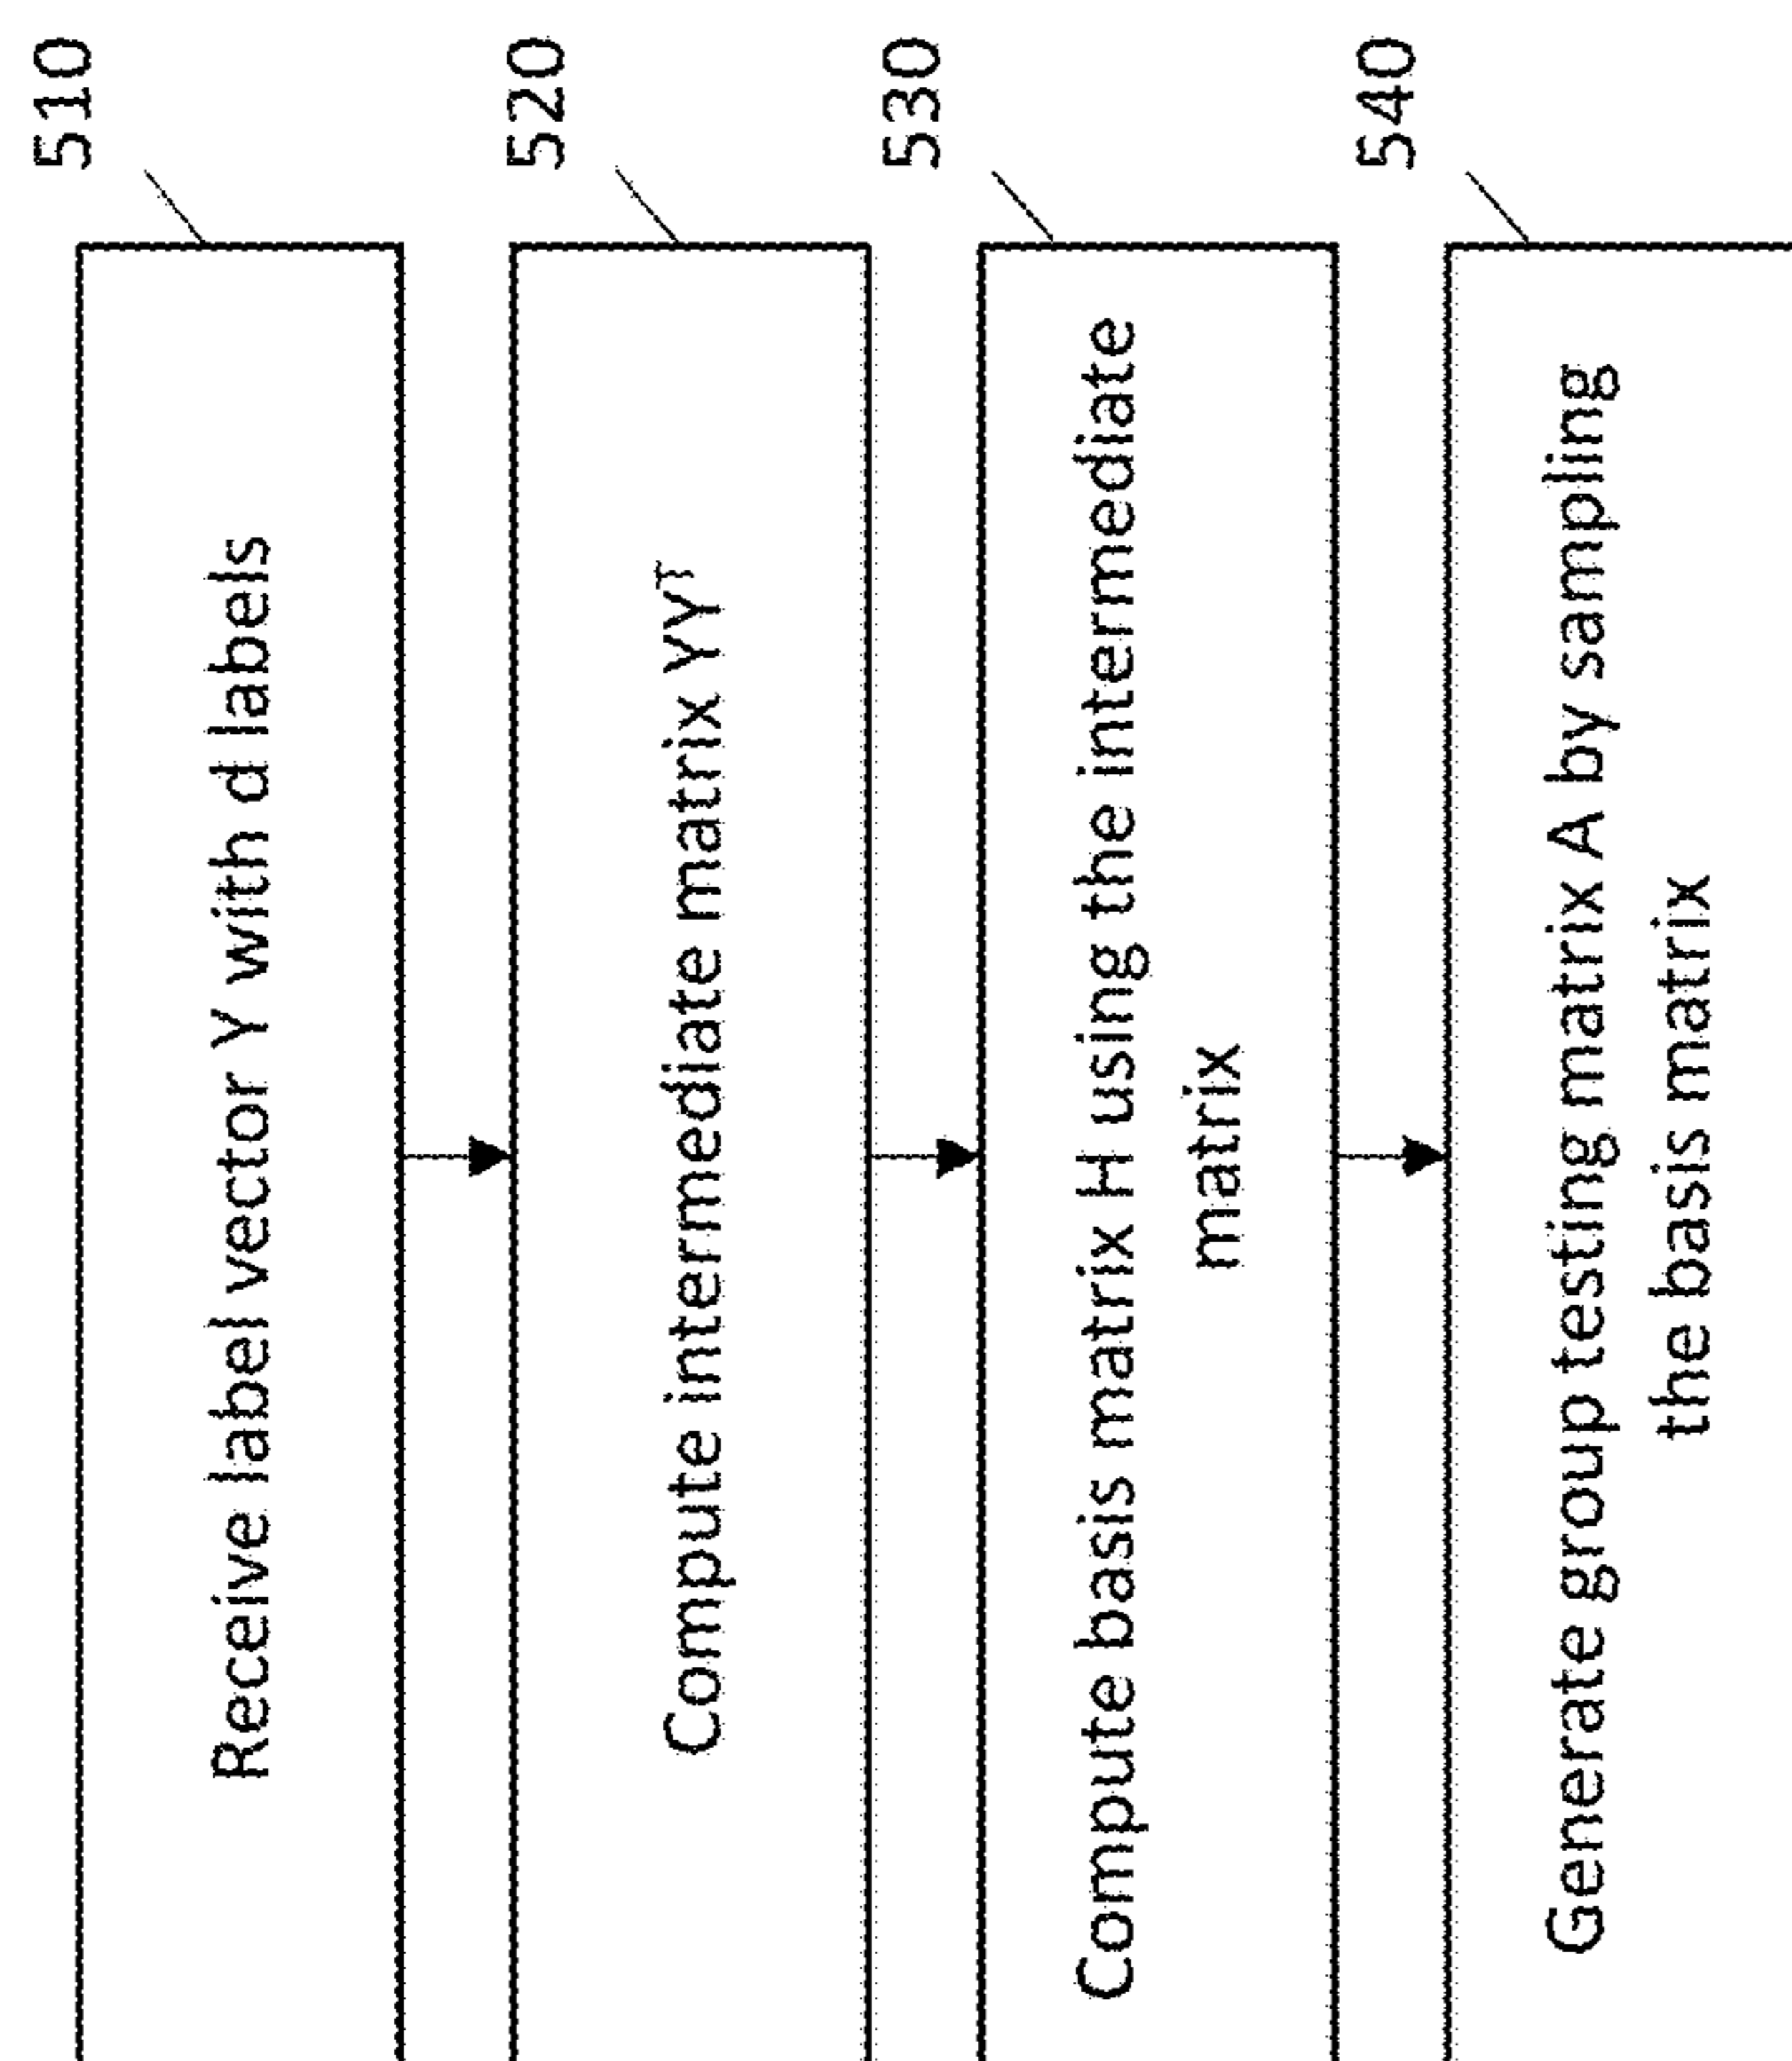 510
Receive label vector Y with d labels
520
Compute intermediate matrix YYᵀ
530
Compute basis matrix H using the intermediate
matrix
540
Generate group testing matrix A by sampling
the basis matrix